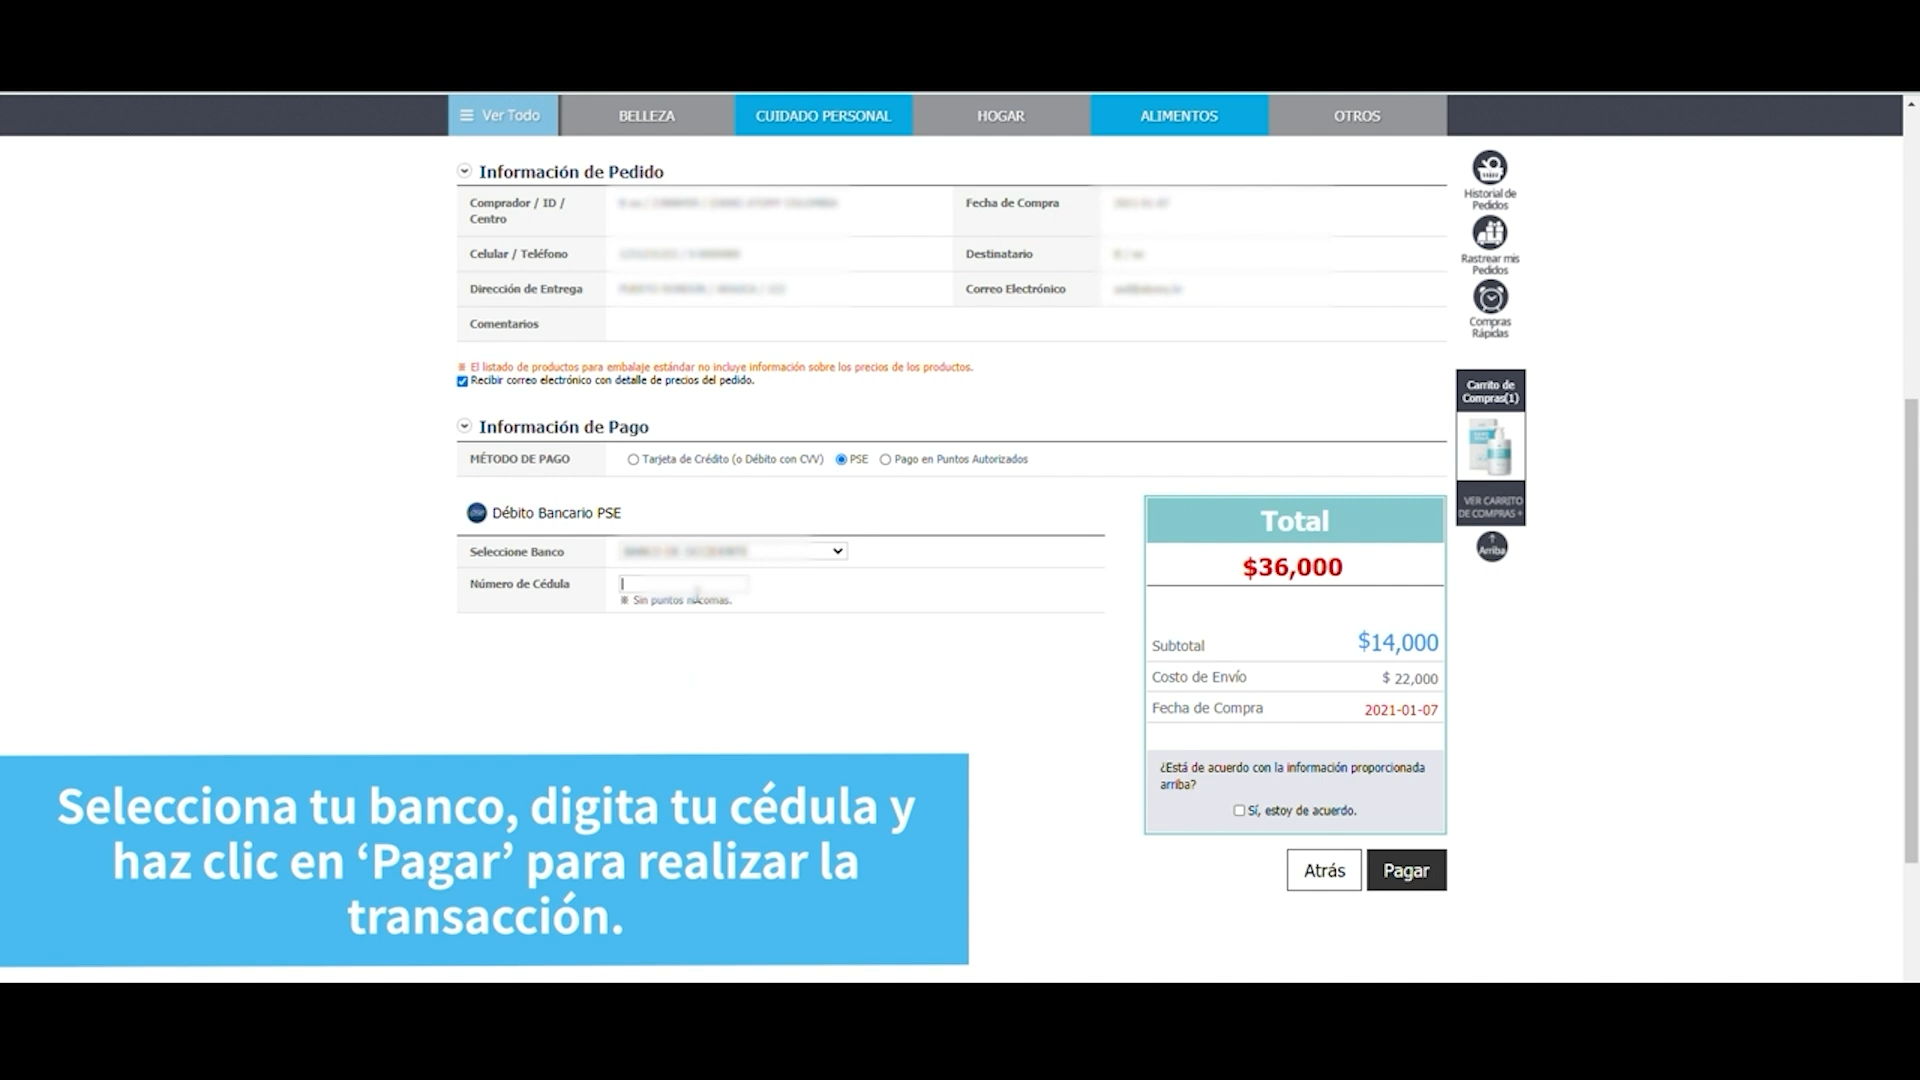 Ver Todo
BELLEZA
CUIDADO PERSONAL
HOGAR
ALIMENTOS
OTROS
Información de Pedido
Comprador / ID /
Centro
Fecha de Compra
Celular / Teléfono
Destinatario
Dirección de Entrega
Correo Electrónico
Comentarios
※ El listado de productos para embalaje estándar no incluye información sobre los precios de los productos.
Recibir correo electrónico con detalle de precios del pedido.
Información de Pago
MÉTODO DE PAGO
Tarjeta de Crédito (o Débito con CVV)
PSE
Pago en Puntos Autorizados
Débito Bancario PSE
Seleccione Banco
Número de Cédula
※ Sin puntos ni comas.
Total
$36,000
Subtotal
$14,000
Costo de Envío
$ 22,000
Fecha de Compra
2021-01-07
¿Está de acuerdo con la información proporcionada
arriba?
Sí, estoy de acuerdo.
Atrás
Pagar
Historial de
Pedidos
Rastrear mis
Pedidos
Compras
Rápidas
Carrito de
Compras(1)
VER CARRITO
DE COMPRAS +
Arriba
Selecciona tu banco, digita tu cédula y
haz clic en ‘Pagar’ para realizar la
transacción.